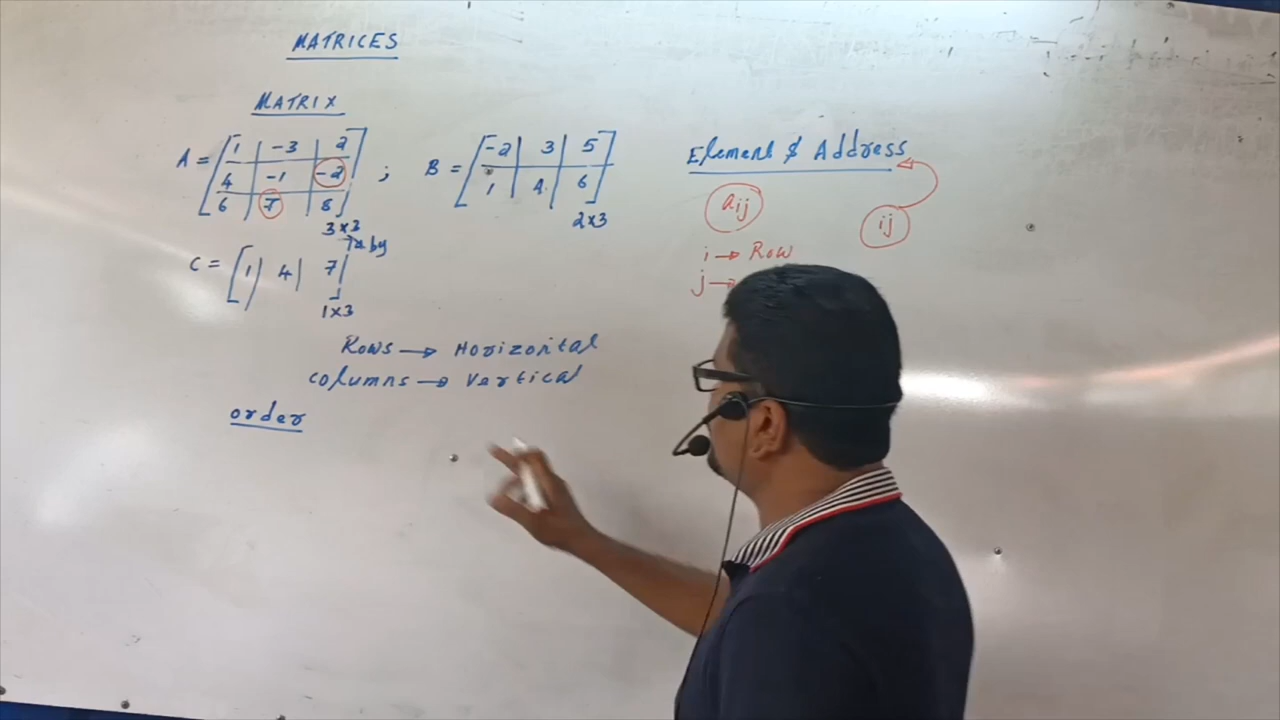 MATRICES
MATRIX
A = [1 | -3 | 2
4 | -1 | -2
6 | 7 | 8] 3×3 ;
B = [-2 | 3 | 5
1 | 4 | 6] 2×3
by
C = [1 | 4 | 7] 1×3
Rows → Horizontal
columns → Vertical
order
Element & Address
aij
ij
i → Row
j →